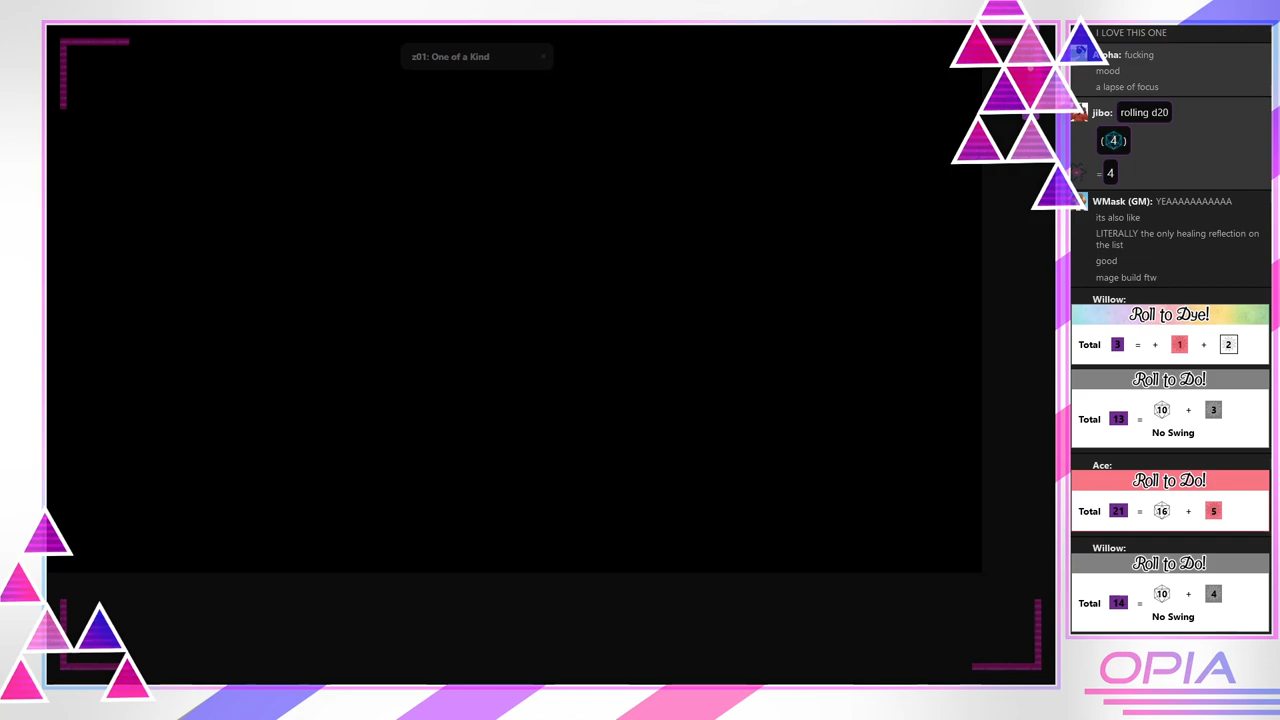 z01: One of a Kind
I LOVE THIS ONE
Alpha: fucking
mood
a lapse of focus
jibo: rolling d20
(4)
= 4
WMask (GM): YEAAAAAAAAAAA
its also like
LITERALLY the only healing reflection on
the list
good
mage build ftw
Willow:
Roll to Dye!
Total 3 = + 1 + 2
Roll to Do!
Total 13 = 10 + 3
No Swing
Ace:
Roll to Do!
Total 21 = 16 + 5
Willow:
Roll to Do!
Total 14 = 10 + 4
No Swing
OPIA